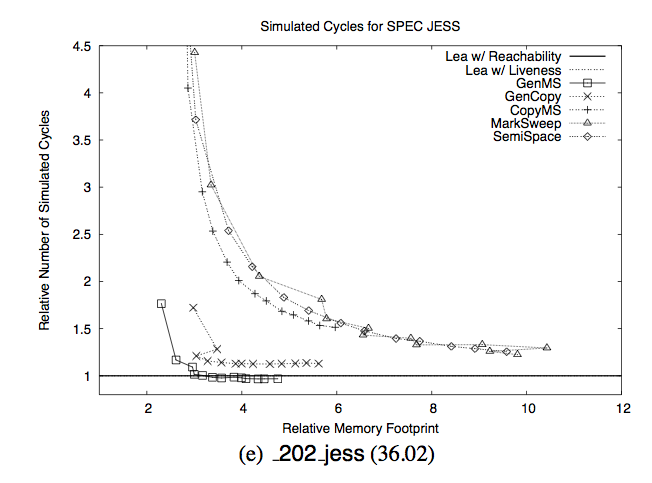 Simulated Cycles for SPEC JESS
4.5
4
3.5
3
2.5
2
1.5
1
Relative Number of Simulated Cycles
Lea w/ Reachability
Lea w/ Liveness
GenMS
GenCopy
CopyMS
MarkSweep
SemiSpace
2 4 6 8 10 12
Relative Memory Footprint
(e) _202_jess (36.02)